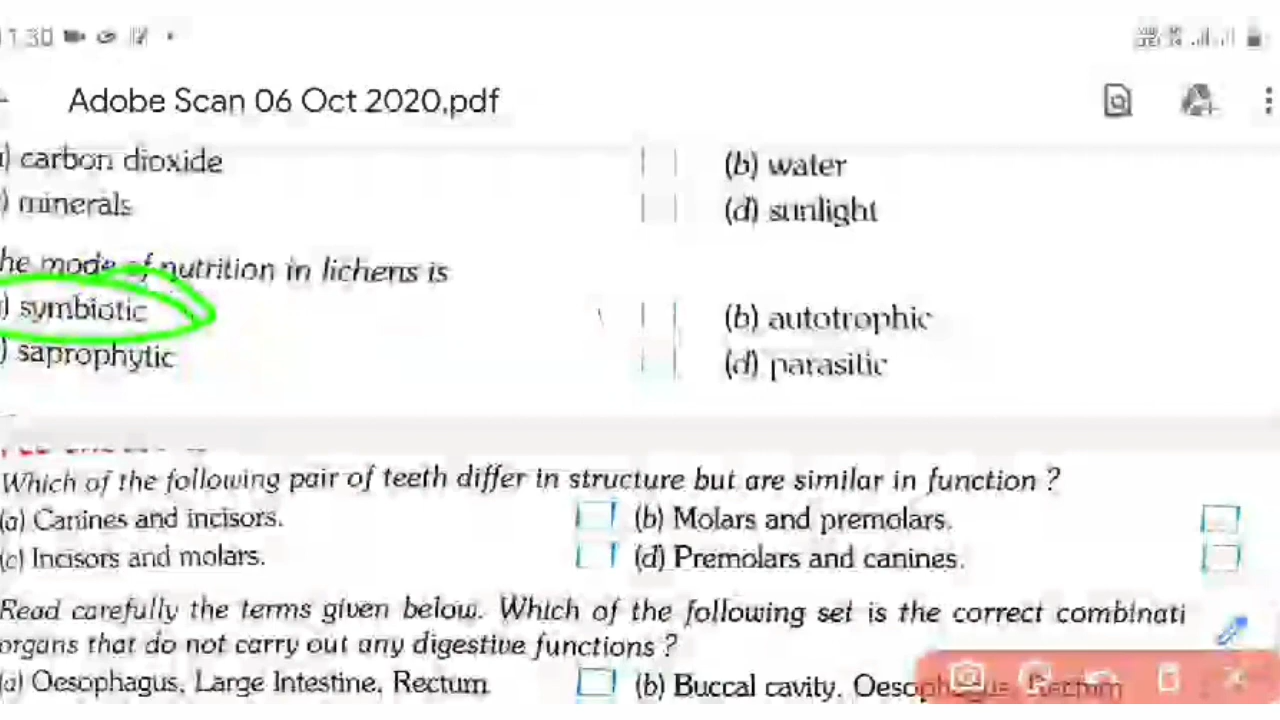 1:30
Adobe Scan 06 Oct 2020.pdf
) carbon dioxide (b) water
) minerals (d) sunlight
he mode of nutrition in lichens is
) symbiotic (b) autotrophic
) saprophytic (d) parasitic
Which of the following pair of teeth differ in structure but are similar in function ?
(a) Canines and incisors. (b) Molars and premolars.
(c) Incisors and molars. (d) Premolars and canines.
Read carefully the terms given below. Which of the following set is the correct combinati
organs that do not carry out any digestive functions ?
(a) Oesophagus, Large Intestine, Rectum (b) Buccal cavity, Oesophagus, Rectum